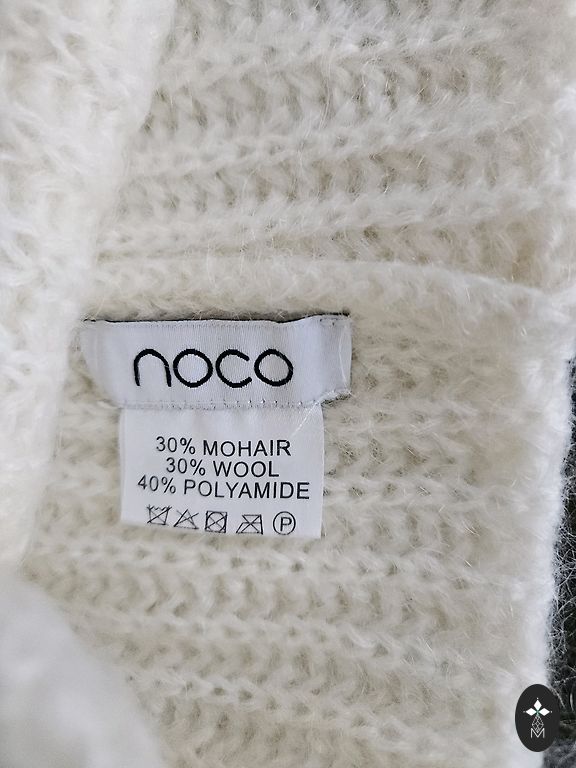 noco
30% MOHAIR
30% WOOL
40% POLYAMIDE
P
M